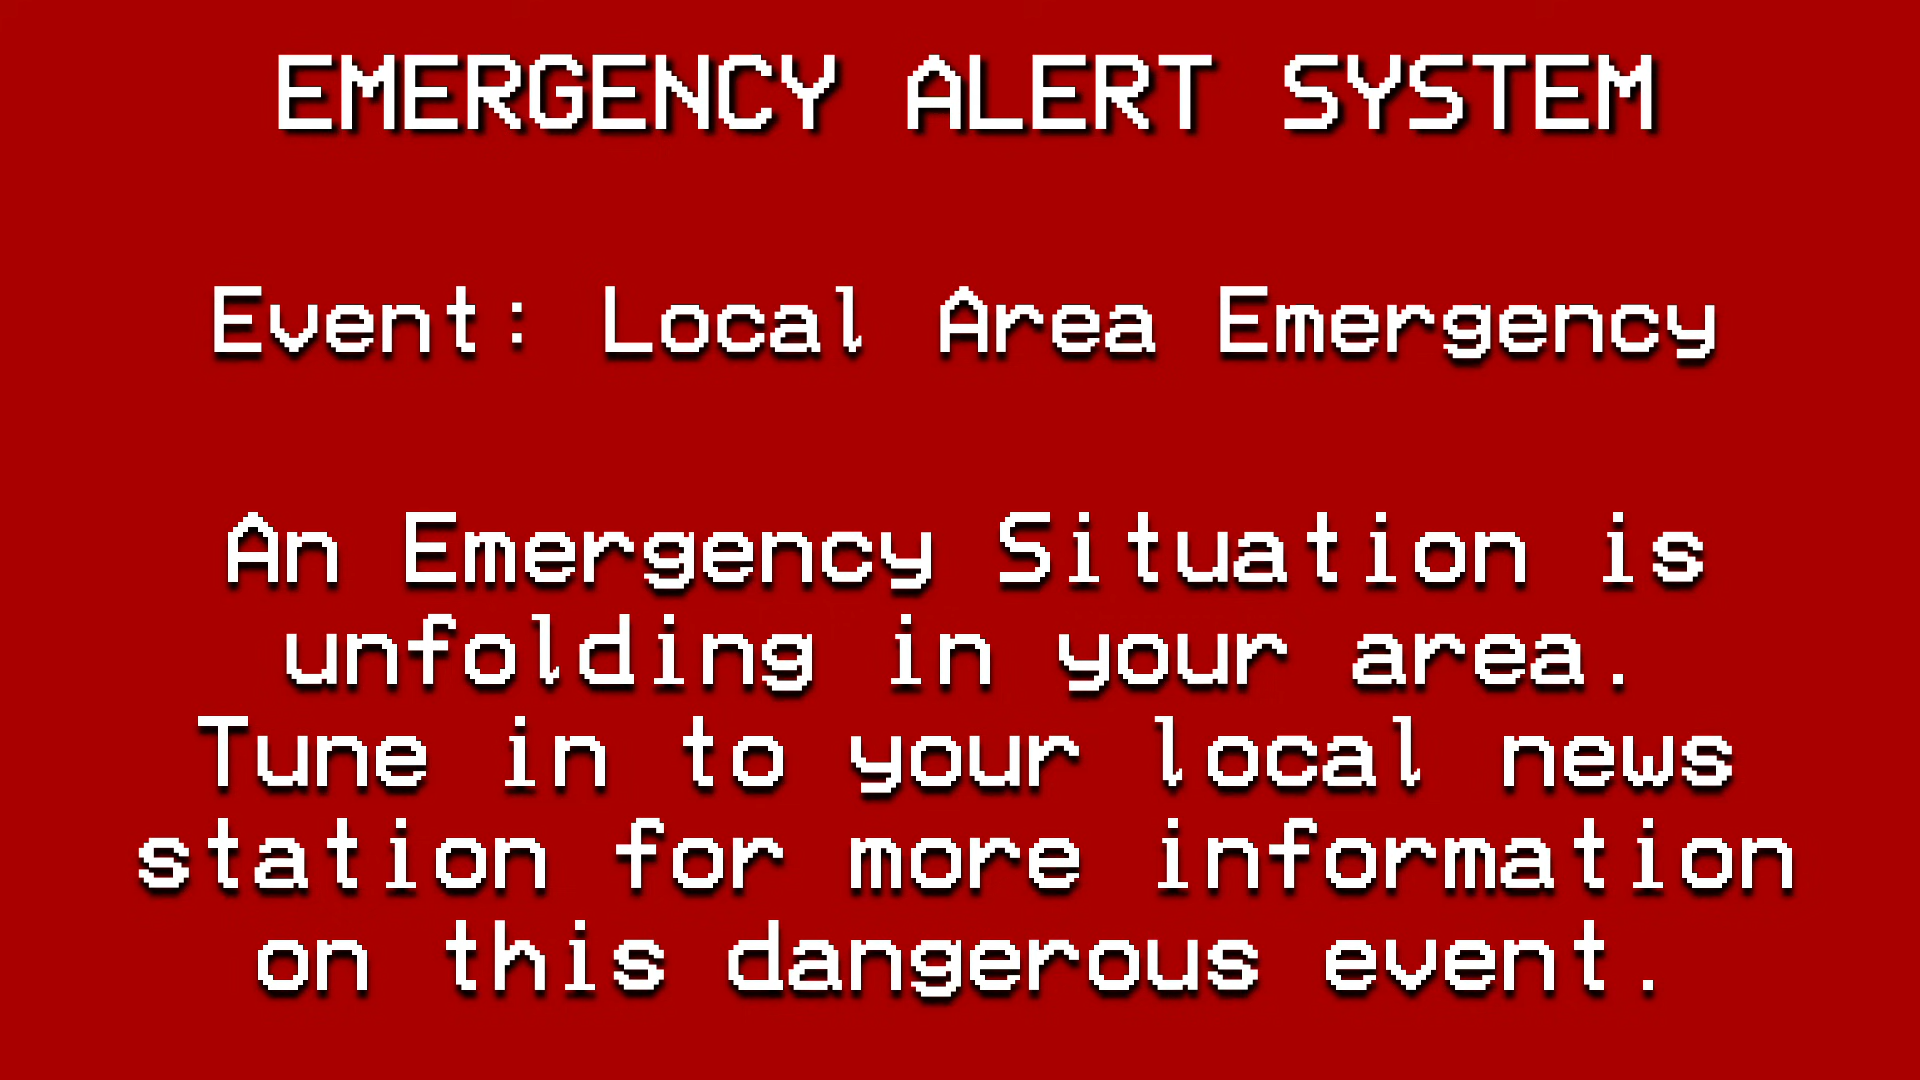 EMERGENCY ALERT SYSTEM
Event: Local Area Emergency
An Emergency Situation is
unfolding in your area.
Tune in to your local news
station for more information
on this dangerous event.